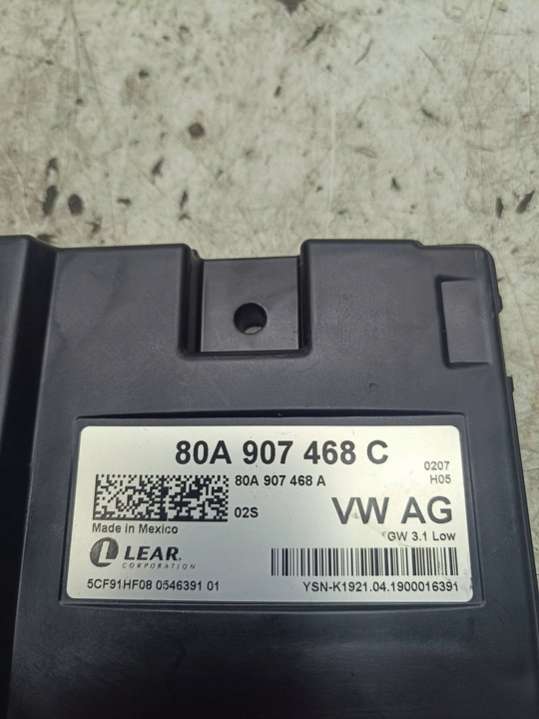 80A 907 468 C
0207
80A 907 468 A
H05
02S
VW AG
Made in Mexico
GW 3.1 Low
LEAR
CORPORATION
5CF91HF08 0546391 01
YSN-K1921.04.1900016391